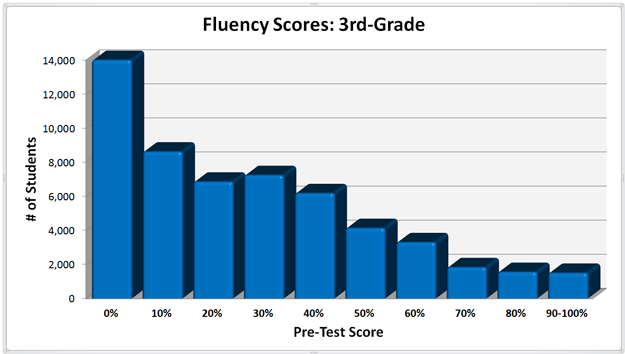 Fluency Scores: 3rd-Grade
# of Students
14,000
12,000
10,000
8,000
6,000
4,000
2,000
0
0% 10% 20% 30% 40% 50% 60% 70% 80% 90-100%
Pre-Test Score